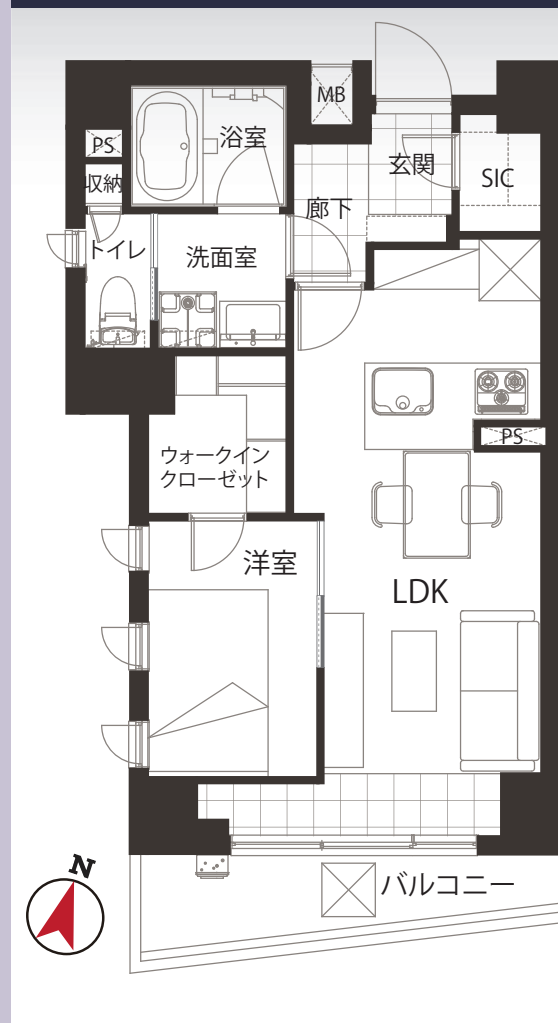 MB
浴室
PS
玄関
収納
SIC
廊下
トイレ
洗面室
PS
ウォークイン
クローゼット
洋室
LDK
N
バルコニー